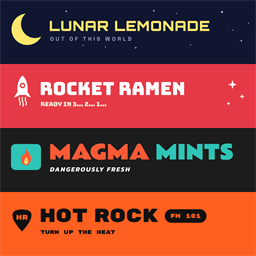 LUNAR LEMONADE
OUT OF THIS WORLD
ROCKET RAMEN
READY IN 3... 2... 1...
MAGMA MINTS
DANGEROUSLY FRESH
HR HOT ROCK FM 101
TURN UP THE HEAT